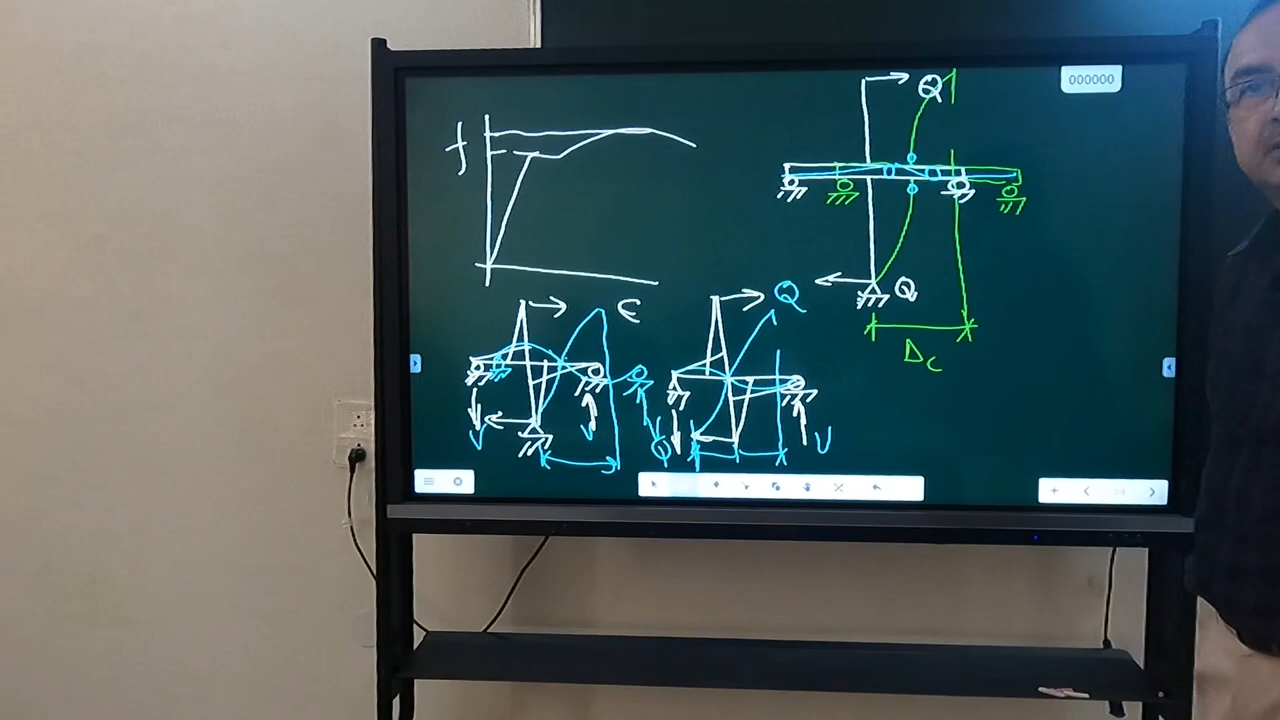 000000
Q
f
Q
ϵ
Q
Δc
V
V
Q
V